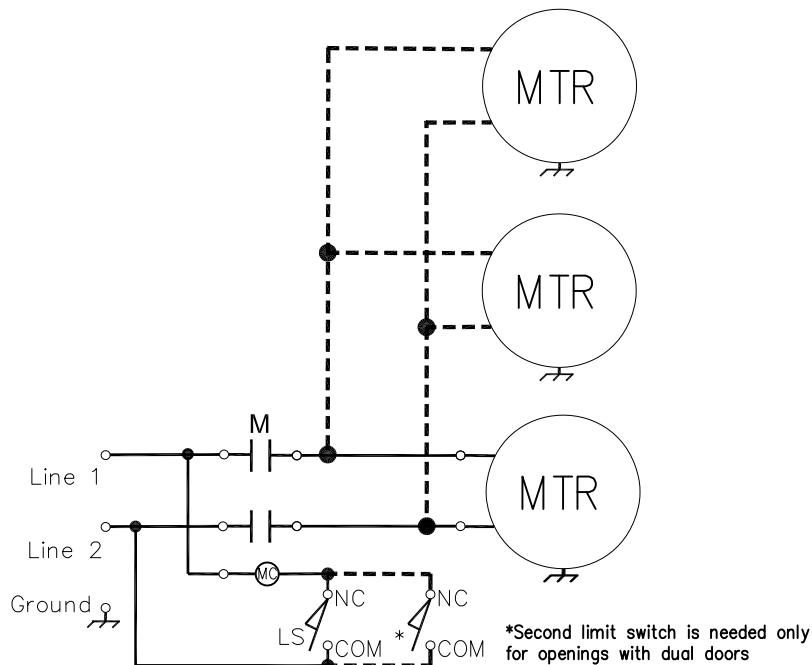 MTR
MTR
M
MTR
Line 1
Line 2
MC
Ground
NC
NC
LS
*
COM
COM
*Second limit switch is needed only
for openings with dual doors